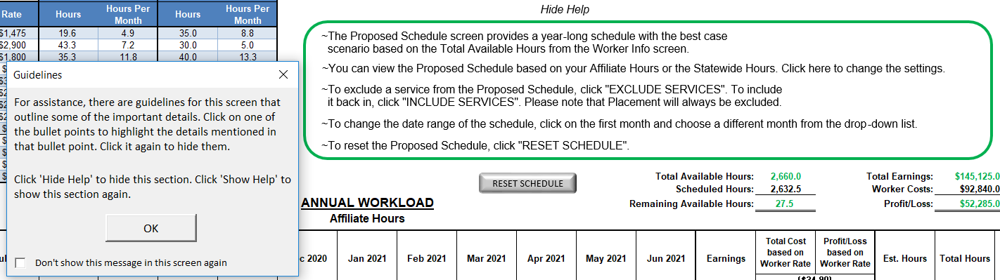 Hide Help
Rate Hours Hours Per Month Hours Hours Per Month
$1,475 19.6 4.9 35.0 8.8
$2,900 43.3 7.2 30.0 5.0
$1,800 35.3 11.8 40.0 13.3
~The Proposed Schedule screen provides a year-long schedule with the best case
scenario based on the Total Available Hours from the Worker Info screen.
~You can view the Proposed Schedule based on your Affiliate Hours or the Statewide Hours. Click here to change the settings.
~To exclude a service from the Proposed Schedule, click "EXCLUDE SERVICES". To include
it back in, click "INCLUDE SERVICES". Please note that Placement will always be excluded.
~To change the date range of the schedule, click on the first month and choose a different month from the drop-down list.
~To reset the Proposed Schedule, click "RESET SCHEDULE".
Guidelines
For assistance, there are guidelines for this screen that
outline some of the important details. Click on one of
the bullet points to highlight the details mentioned in
that bullet point. Click it again to hide them.
Click 'Hide Help' to hide this section. Click 'Show Help' to
show this section again.
OK
Don't show this message in this screen again
RESET SCHEDULE
Total Available Hours: 2,660.0
Scheduled Hours: 2,632.5
Remaining Available Hours: 27.5
Total Earnings: $145,125.0
Worker Costs: $92,840.0
Profit/Loss: $52,285.0
ANNUAL WORKLOAD
Affiliate Hours
c 2020 Jan 2021 Feb 2021 Mar 2021 Apr 2021 May 2021 Jun 2021 Earnings Total Cost based on Worker Rate Profit/Loss based on Worker Rate Est. Hours Total Hours